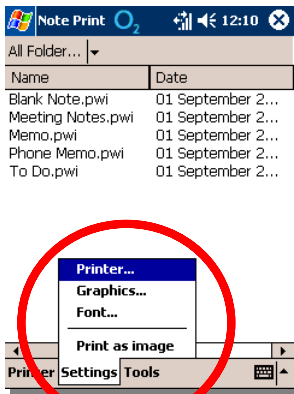 Note Print O2 12:10
All Folder...
Name Date
Blank Note.pwi 01 September 2...
Meeting Notes.pwi 01 September 2...
Memo.pwi 01 September 2...
Phone Memo.pwi 01 September 2...
To Do.pwi 01 September 2...
Printer...
Graphics...
Font...
Print as image
Printer Settings Tools